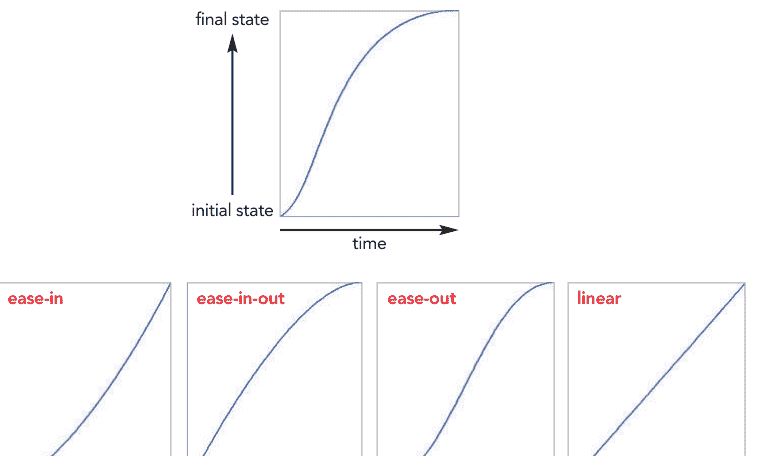 final state
initial state
time
ease-in
ease-in-out
ease-out
linear